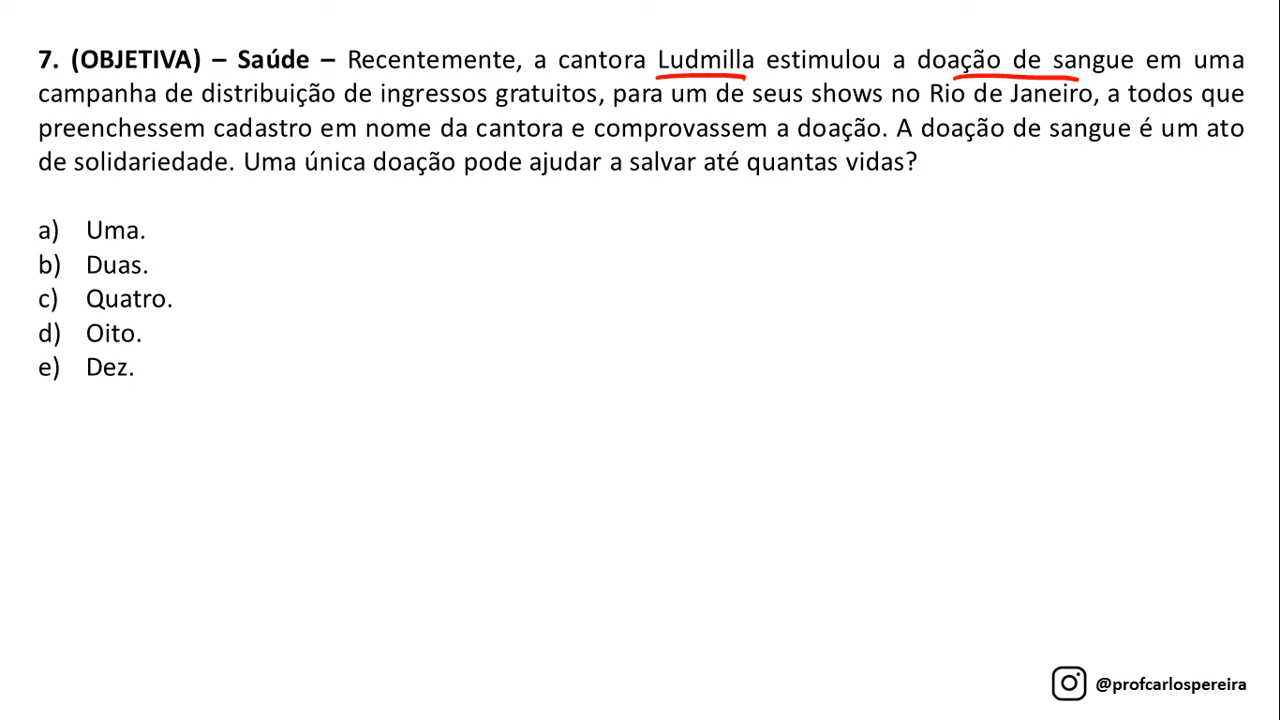 7. (OBJETIVA) – Saúde – Recentemente, a cantora Ludmilla estimulou a doação de sangue em uma
campanha de distribuição de ingressos gratuitos, para um de seus shows no Rio de Janeiro, a todos que
preenchessem cadastro em nome da cantora e comprovassem a doação. A doação de sangue é um ato
de solidariedade. Uma única doação pode ajudar a salvar até quantas vidas?
a) Uma.
b) Duas.
c) Quatro.
d) Oito.
e) Dez.
@profcarlospereira